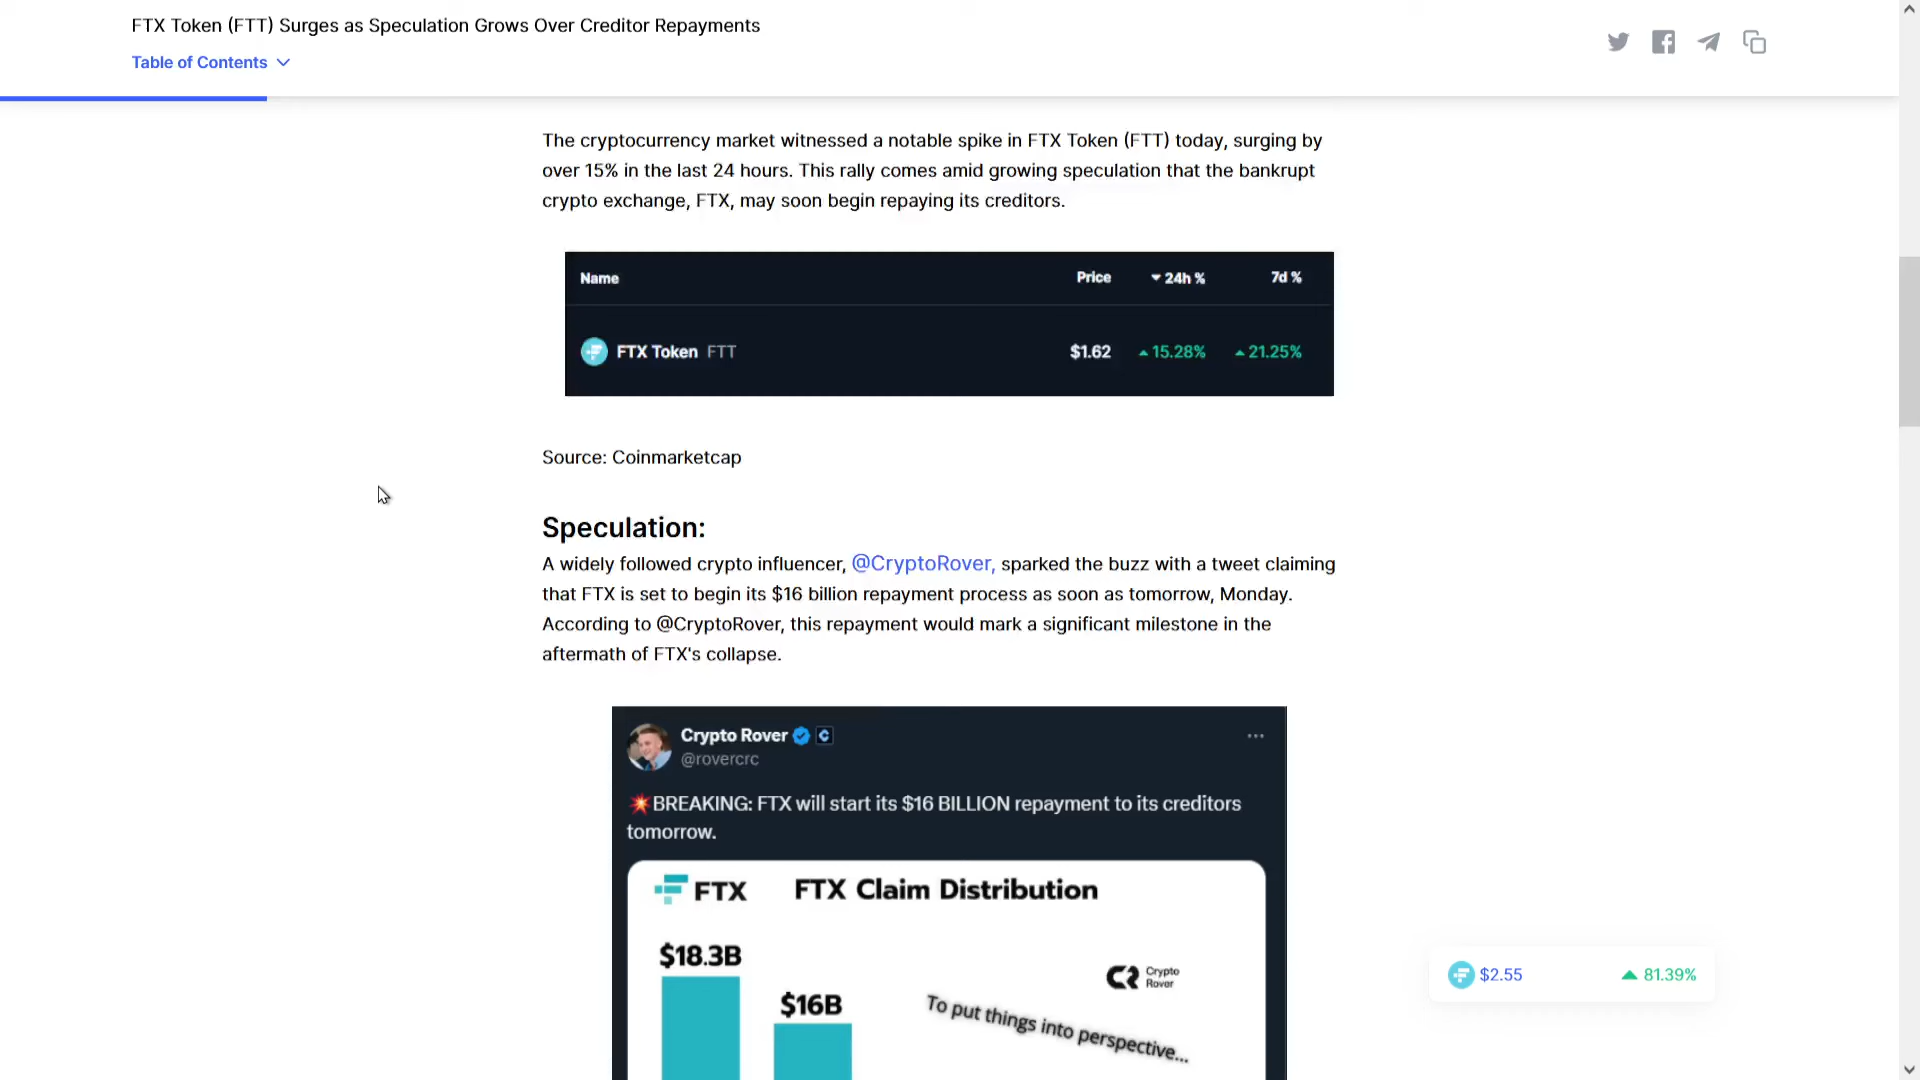 FTX Token (FTT) Surges as Speculation Grows Over Creditor Repayments
Table of Contents
The cryptocurrency market witnessed a notable spike in FTX Token (FTT) today, surging by
over 15% in the last 24 hours. This rally comes amid growing speculation that the bankrupt
crypto exchange, FTX, may soon begin repaying its creditors.
Name Price 24h % 7d %
FTX Token FTT $1.62 15.28% 21.25%
Source: Coinmarketcap
Speculation:
A widely followed crypto influencer, @CryptoRover, sparked the buzz with a tweet claiming
that FTX is set to begin its $16 billion repayment process as soon as tomorrow, Monday.
According to @CryptoRover, this repayment would mark a significant milestone in the
aftermath of FTX's collapse.
Crypto Rover
@rovercrc
💥BREAKING: FTX will start its $16 BILLION repayment to its creditors
tomorrow.
FTX FTX Claim Distribution
$18.3B
$16B
Crypto
Rover
To put things into perspective...
$2.55 81.39%